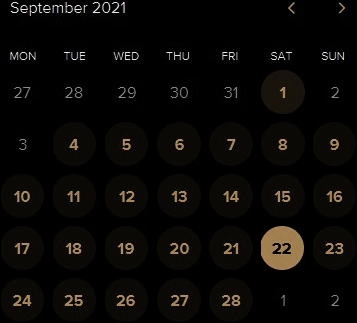 September 2021
MON TUE WED THU FRI SAT SUN
27 28 29 30 31 1 2
3 4 5 6 7 8 9
10 11 12 13 14 15 16
17 18 19 20 21 22 23
24 25 26 27 28 1 2